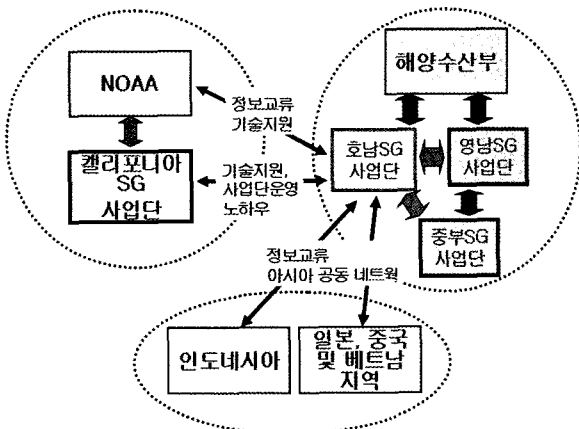 NOAA
캘리포니아
SG
사업단
정보교류
기술지원
기술지원,
사업단운영
노하우
해양수산부
호남SG
사업단
영남SG
사업단
중부SG
사업단
정보교류
아시아 공동 네트웍
인도네시아
일본, 중국
및 베트남
지역